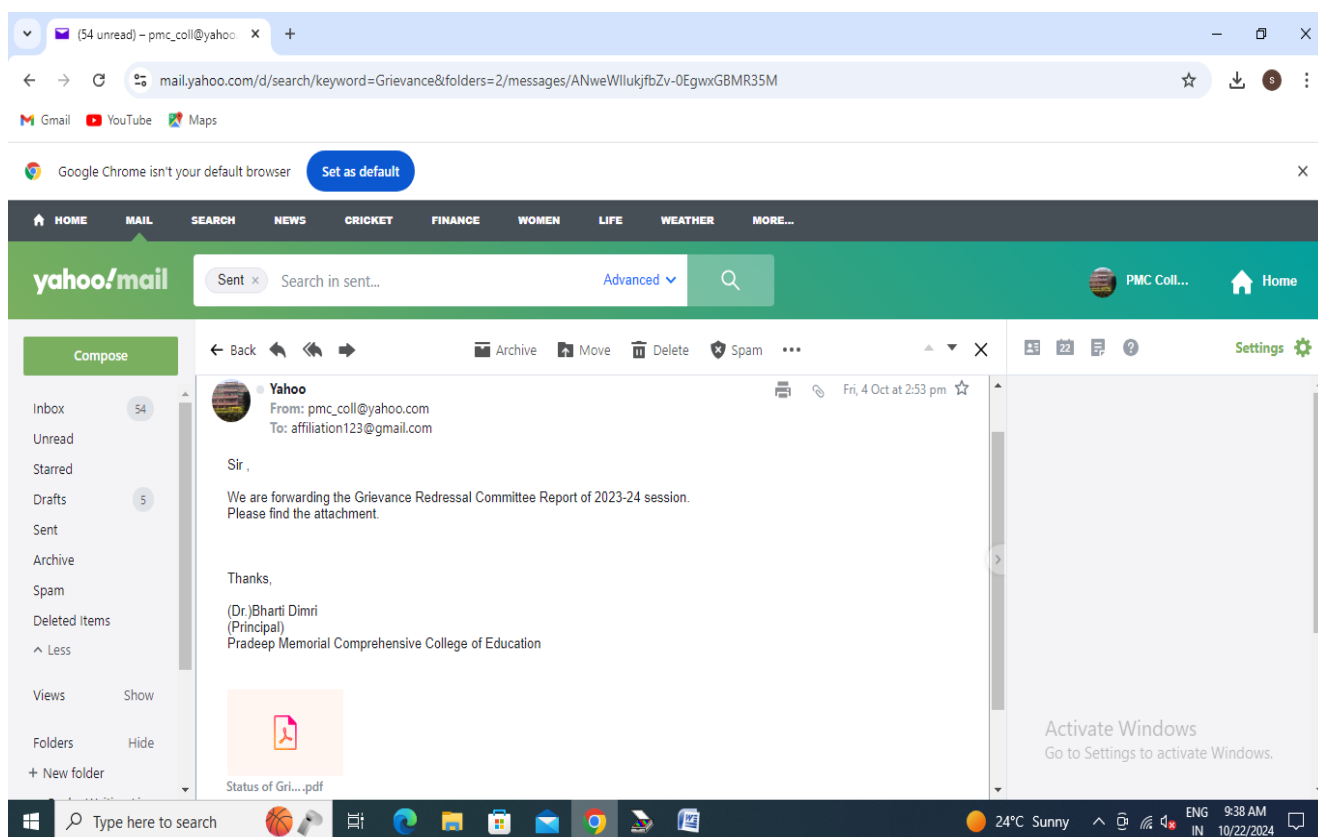 (54 unread) – pmc_coll@yahoo.
mail.yahoo.com/d/search/keyword=Grievance&folders=2/messages/ANweWIIukjfbZv-0EgwxGBMR35M
S
Gmail YouTube Maps
Google Chrome isn't your default browser Set as default
HOME MAIL SEARCH NEWS CRICKET FINANCE WOMEN LIFE WEATHER MORE...
yahoo!mail Sent × Search in sent... Advanced PMC Coll... Home
Compose Back Archive Move Delete Spam ••• 22 Settings
Yahoo Fri, 4 Oct at 2:53 pm
From: pmc_coll@yahoo.com
To: affiliation123@gmail.com
Inbox 54
Unread
Starred
Drafts 5
Sent
Archive
Spam
Deleted Items
Less
Views Show
Folders Hide
+ New folder
Sir ,
We are forwarding the Grievance Redressal Committee Report of 2023-24 session.
Please find the attachment.
Thanks,
(Dr.)Bharti Dimri
(Principal)
Pradeep Memorial Comprehensive College of Education
Status of Gri....pdf
Activate Windows
Go to Settings to activate Windows.
Type here to search 24°C Sunny ENG 9:38 AM
IN 10/22/2024